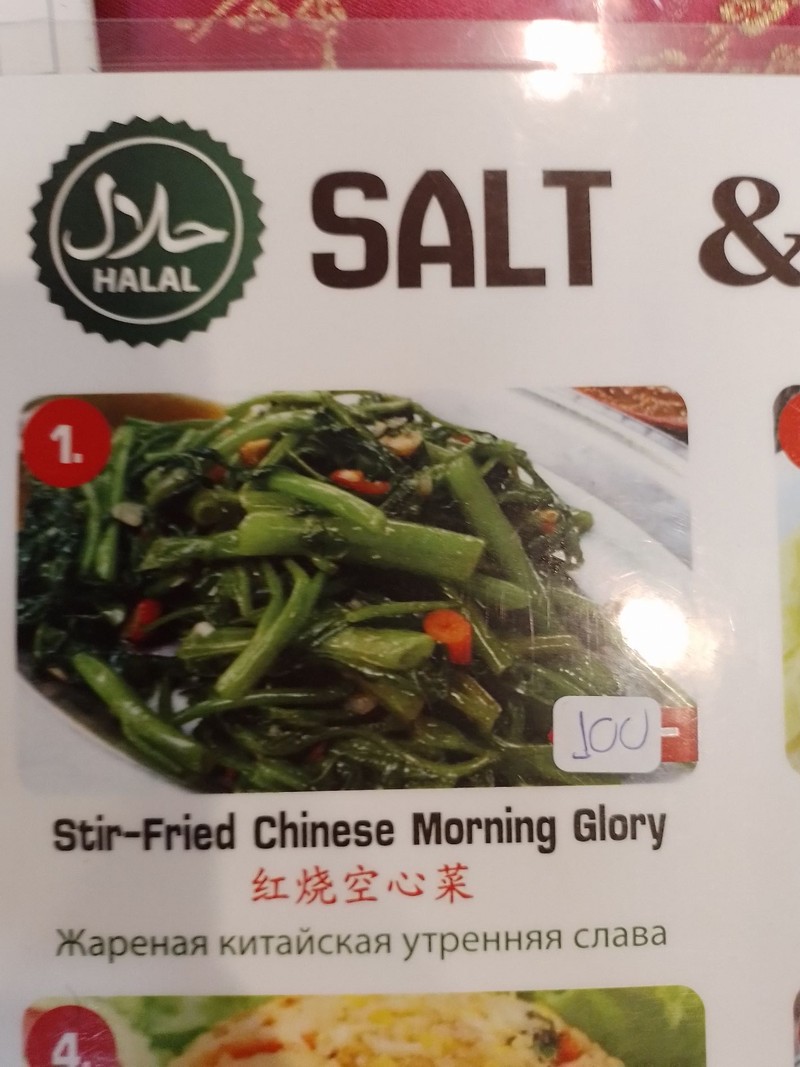 حلال
HALAL
SALT &
1.
100
Stir-Fried Chinese Morning Glory
红烧空心菜
Жареная китайская утренняя слава
4.